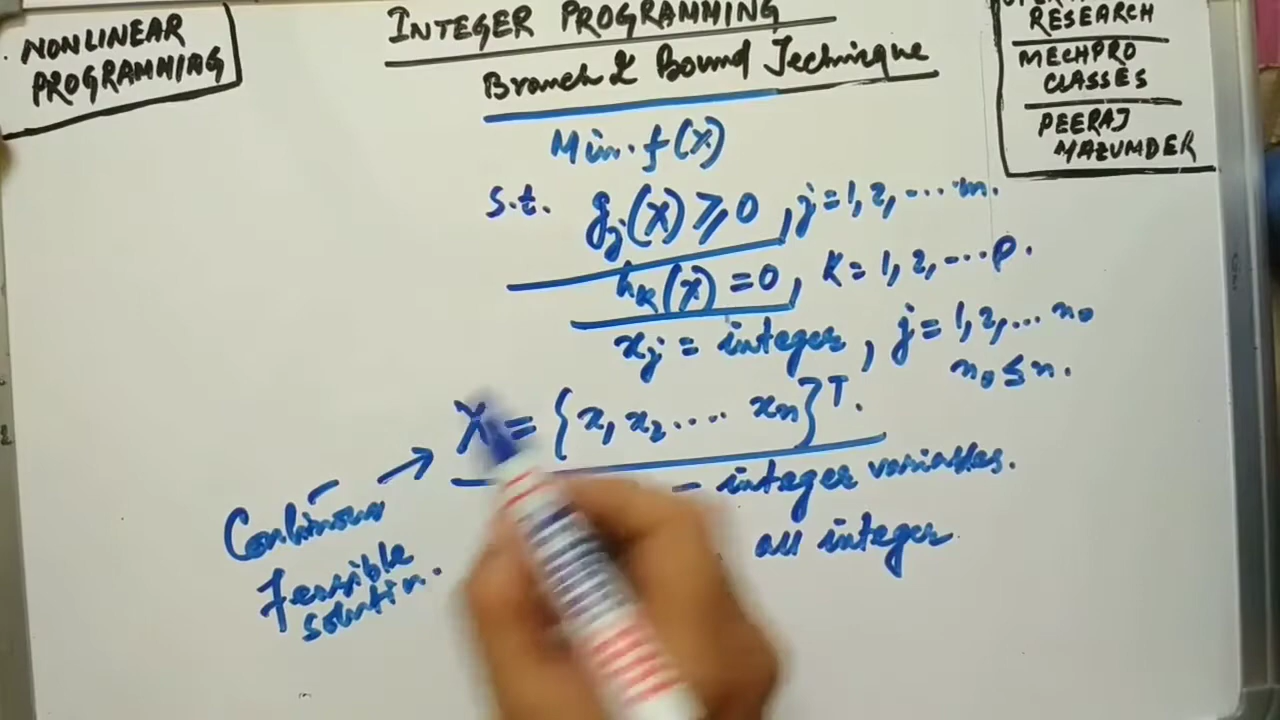 NONLINEAR
PROGRAMMING
INTEGER PROGRAMMING
Branch & Bound Technique
RESEARCH
MECHPRO
CLASSES
PEERAJ
MAZUMDER
Min. f(X)
s.t. gj(X) ≥ 0, j = 1, 2, .... m.
hk(X) = 0, K = 1, 2, .... p.
xj = integer, j = 1, 2, ... n0
n0 ≤ n.
X = {x1 x2 .... xn}T.
- integer variables.
all integer
Continuous
Feasible
solution.